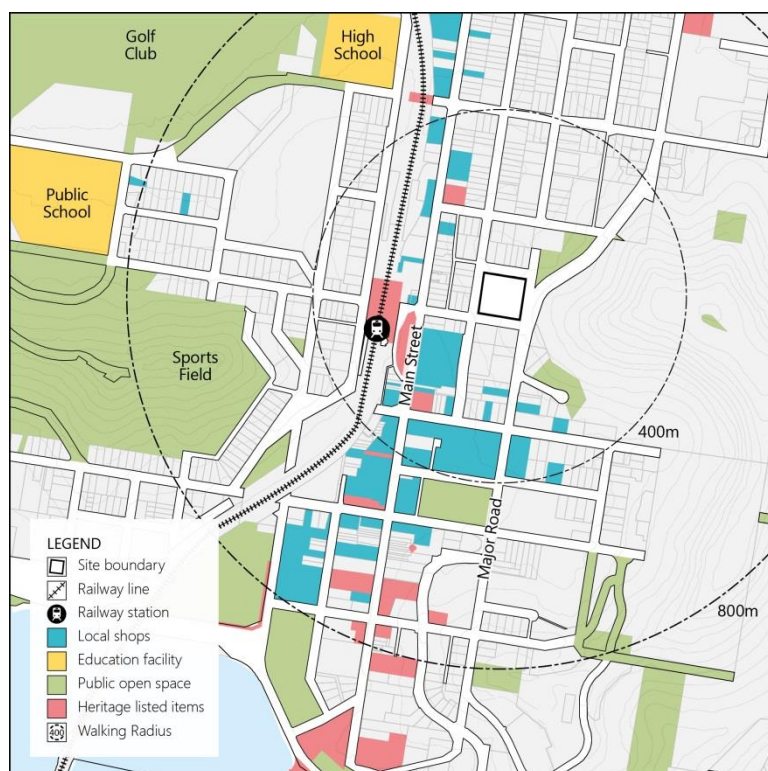 Golf
Club
High
School
Public
School
Sports
Field
Main Street
400m
Major Road
800m
LEGEND
Site boundary
Railway line
Railway station
Local shops
Education facility
Public open space
Heritage listed items
400
Walking Radius